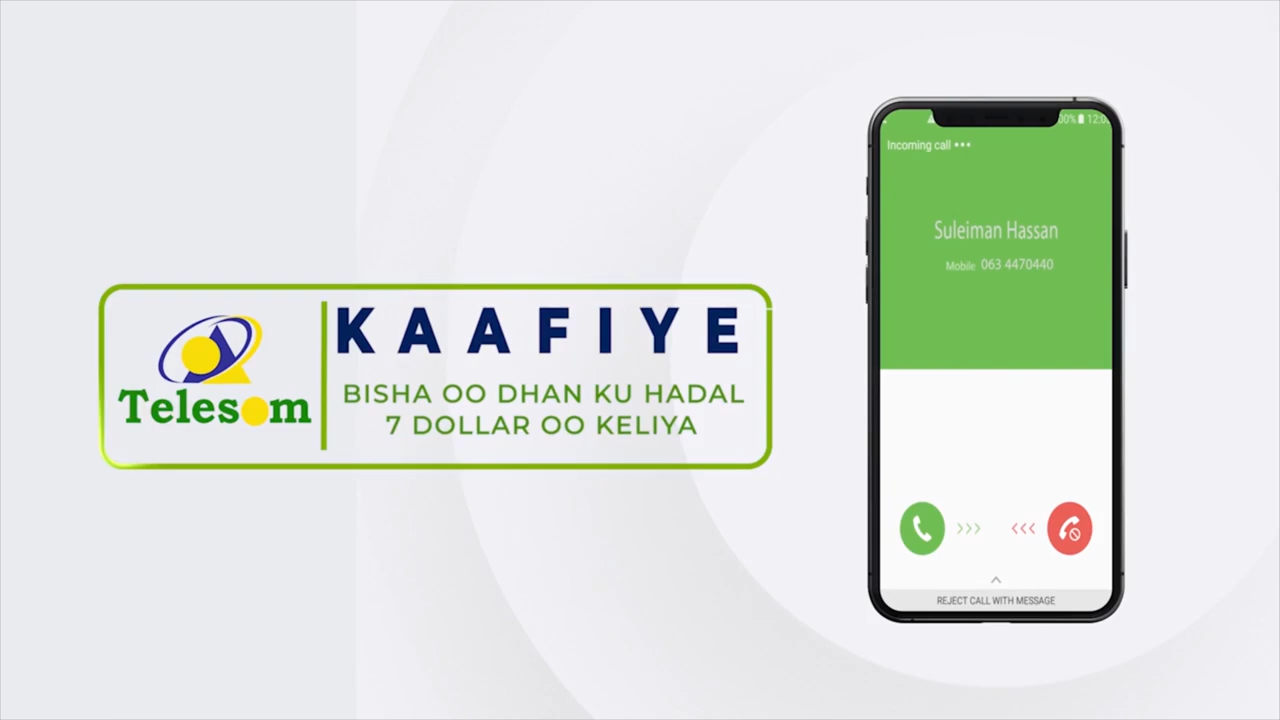 Telesom
KAAFIYE
BISHA OO DHAN KU HADAL
7 DOLLAR OO KELIYA
Incoming call •••
Suleiman Hassan
Mobile 063 4470440
REJECT CALL WITH MESSAGE